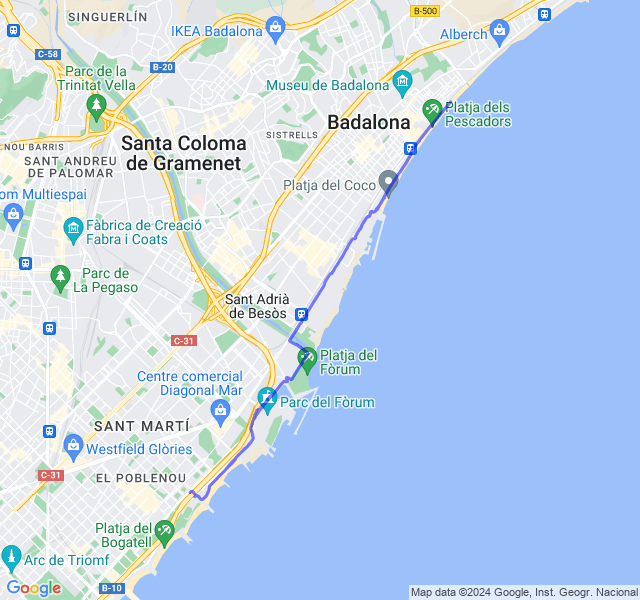 SINGUERLÍN
B-500
IKEA Badalona
Alberch
C-58
B-20
Parc de la
Trinitat Vella
Museu de Badalona
Platja dels
Pescadors
Badalona
SISTRELLS
NOU BARRIS
Santa Coloma
de Gramenet
SANT ANDREU
DE PALOMAR
Platja del Coco
om Multiespai
Fàbrica de Creació
Fabra i Coats
Parc de
La Pegaso
Sant Adrià
de Besòs
C-31
Platja del
Fòrum
Centre comercial
Diagonal Mar
Parc del Fòrum
SANT MARTÍ
Westfield Glòries
C-31
EL POBLENOU
Platja del
Bogatell
Arc de Triomf
B-10
Google
Map data ©2024 Google, Inst. Geogr. Nacional